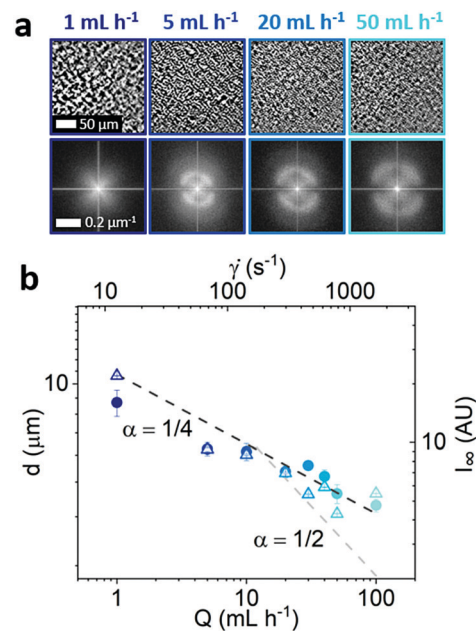 a
1 mL h-1 5 mL h-1 20 mL h-1 50 mL h-1
50 μm
0.2 μm-1
b
γ̇ (s-1)
10 100 1000
10
d (μm)
α = 1/4
α = 1/2
10
I∞ (AU)
1 10 100
Q (mL h-1)